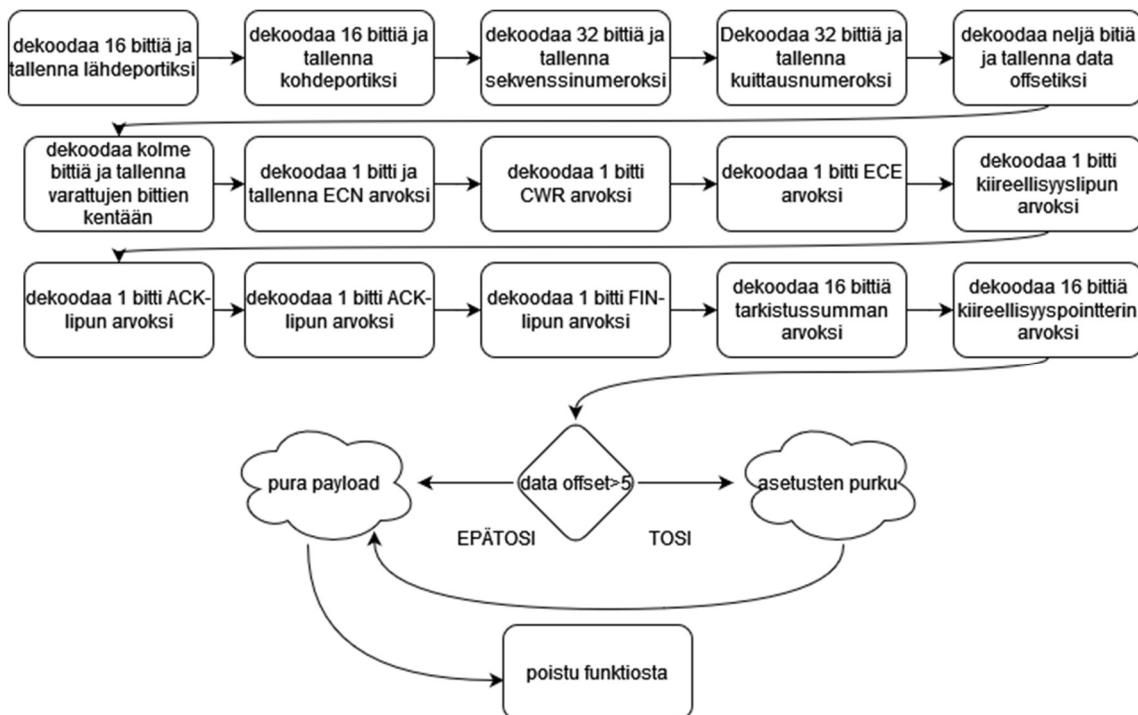 dekoodaa 16 bittiä ja
tallenna lähdeportiksi
dekoodaa 16 bittiä ja
tallenna
kohdeportiksi
dekoodaa 32 bittiä ja
tallenna
sekvenssinumeroksi
Dekoodaa 32 bittiä ja
tallenna
kuittausnumeroksi
dekoodaa neljä bitiä
ja tallenna data
offsetiksi
dekoodaa kolme
bittiä ja tallenna
varattujen bittien
kentään
dekoodaa 1 bitti ja
tallenna ECN arvoksi
dekoodaa 1 bitti
CWR arvoksi
dekoodaa 1 bitti ECE
arvoksi
dekoodaa 1 bitti
kiireellisyyslipun
arvoksi
dekoodaa 1 bitti ACK-
lipun arvoksi
dekoodaa 1 bitti ACK-
lipun arvoksi
dekoodaa 1 bitti FIN-
lipun arvoksi
dekoodaa 16 bittiä
tarkistussumman
arvoksi
dekoodaa 16 bittiä
kiireellisyyspointterin
arvoksi
pura payload
data offset>5
asetusten purku
EPÄTOSI
TOSI
poistu funktiosta